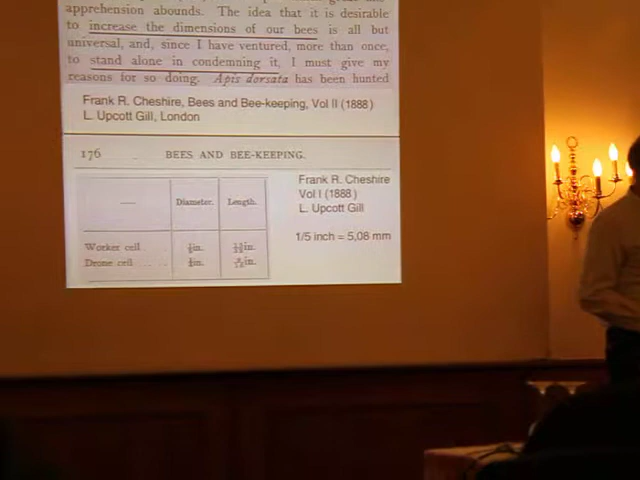 apprehension abounds. The idea that it is desirable
to increase the dimensions of our bees is all but
universal, and, since I have ventured, more than once,
to stand alone in condemning it, I must give my
reasons for so doing. Apis dorsata has been hunted
Frank R. Cheshire, Bees and Bee-keeping, Vol II (1888)
L. Upcott Gill, London
176 BEES AND BEE-KEEPING.
Frank R. Cheshire
Vol I (1888)
L. Upcott Gill
Diameter. Length.
1/5 inch = 5,08 mm
Worker cell in. in.
Drone cell in. in.